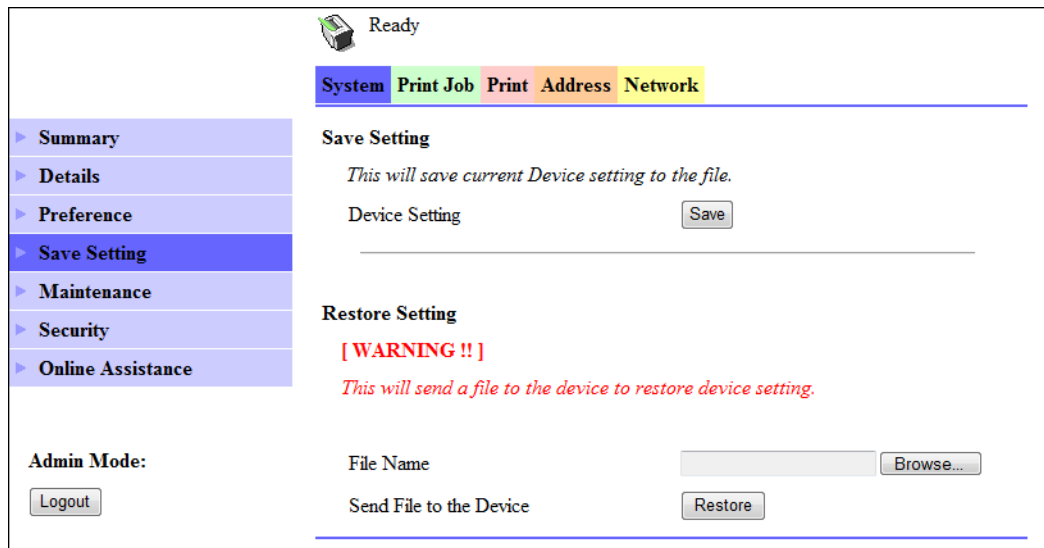 Ready
System Print Job Print Address Network
Summary
Details
Preference
Save Setting
Maintenance
Security
Online Assistance
Admin Mode:
Logout
Save Setting
This will save current Device setting to the file.
Device Setting Save
Restore Setting
[ WARNING !! ]
This will send a file to the device to restore device setting.
File Name Browse...
Send File to the Device Restore